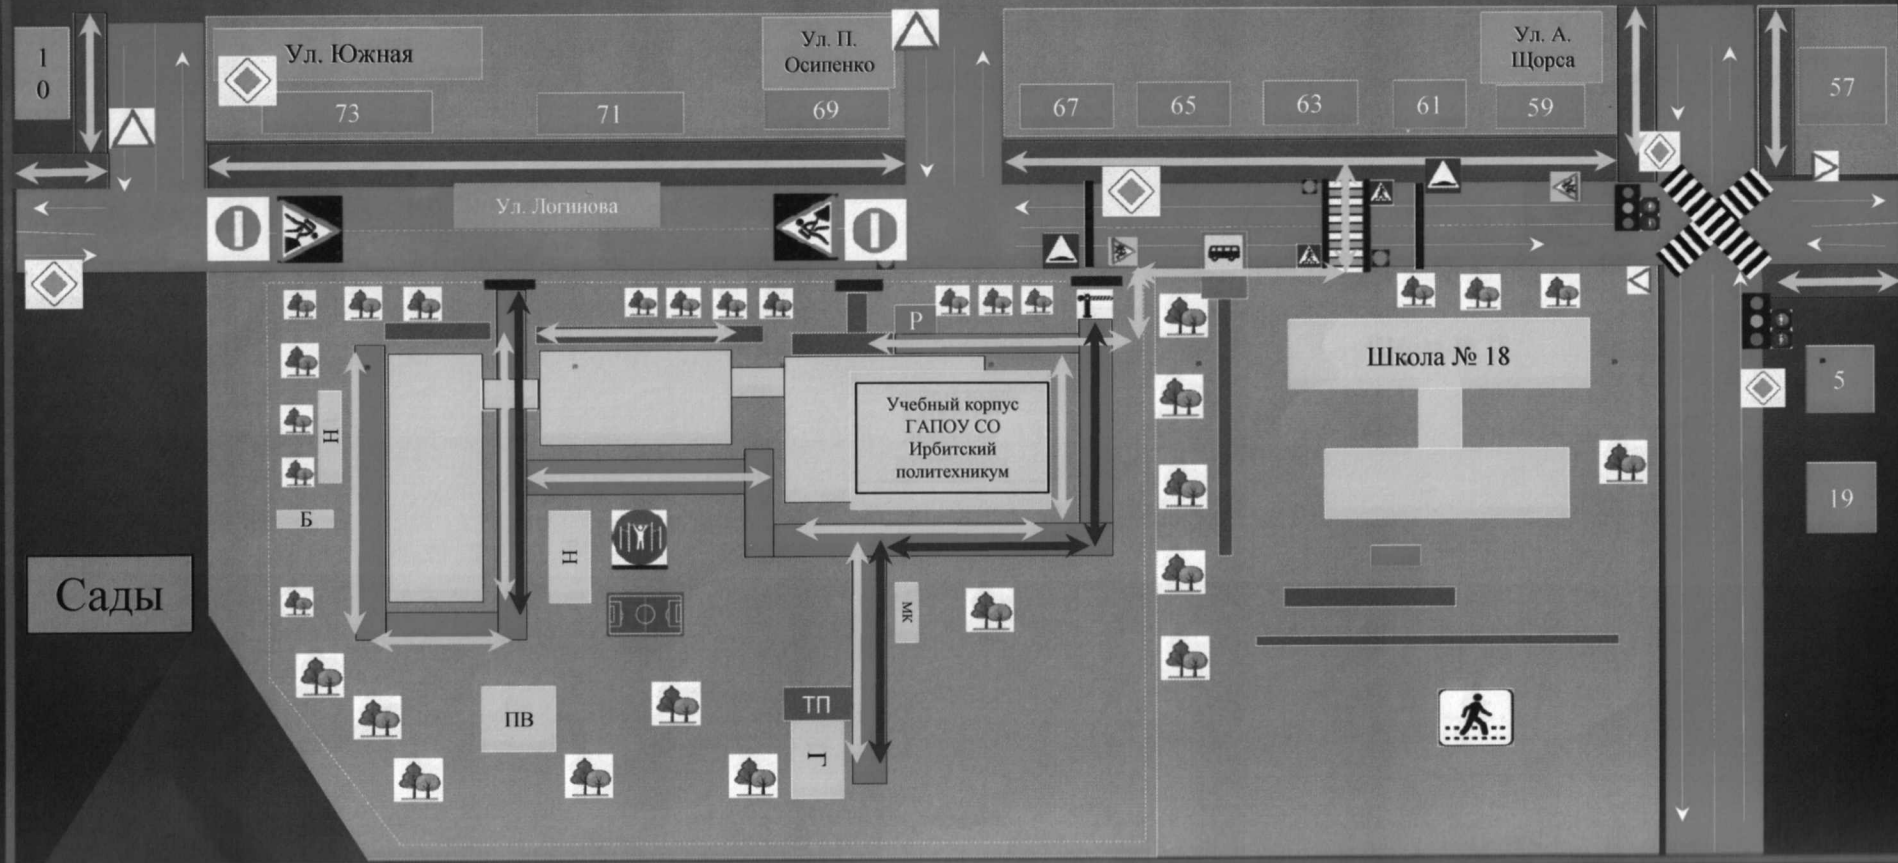 1
0
Ул. Южная
Ул. П.
Осипенко
Ул. А.
Щорса
73
71
69
67
65
63
61
59
57
Ул. Логинова
Р
Школа № 18
5
19
Учебный корпус
ГАПОУ СО
Ирбитский
политехникум
Н
Б
Н
Сады
МК
ПВ
ТП
Г